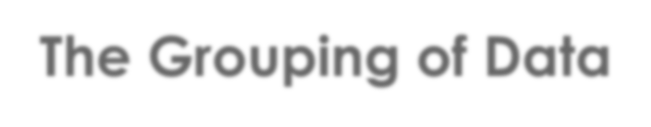 The Grouping of Data